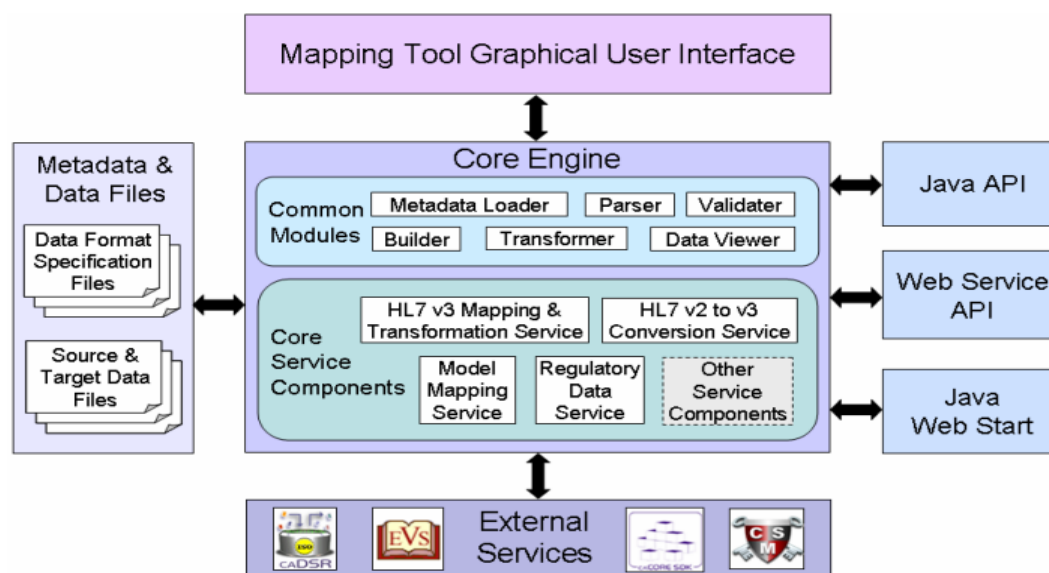 Mapping Tool Graphical User Interface
Metadata &
Data Files
Data Format
Specification
Files
Source &
Target Data
Files
Core Engine
Common
Modules
Metadata Loader
Parser
Validater
Builder
Transformer
Data Viewer
Core
Service
Components
HL7 v3 Mapping &
Transformation Service
HL7 v2 to v3
Conversion Service
Model
Mapping
Service
Regulatory
Data
Service
Other
Service
Components
Java API
Web Service
API
Java
Web Start
External
Services
caDSR
EVS
caCORE SDK
C S
M